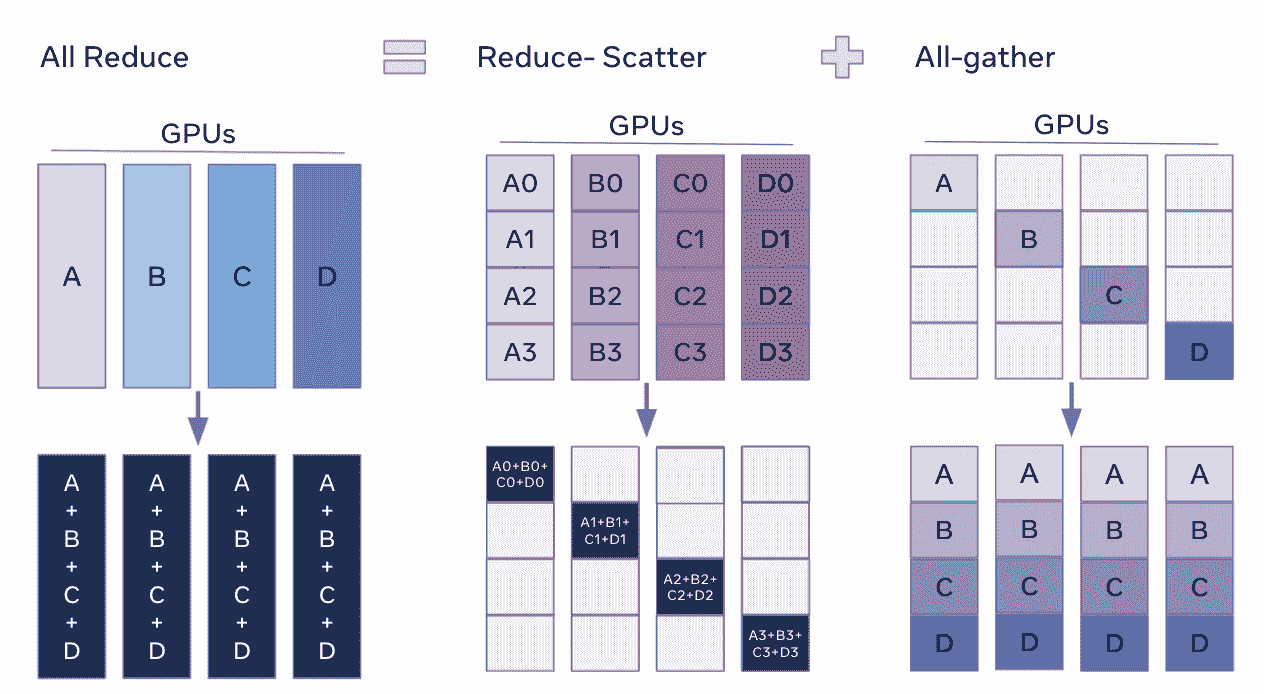 All Reduce
Reduce- Scatter
All-gather
GPUs
A B C D
A A A A
+ + + +
B B B B
+ + + +
C C C C
+ + + +
D D D D
GPUs
A0 B0 C0 D0
A1 B1 C1 D1
A2 B2 C2 D2
A3 B3 C3 D3
A0+B0+
C0+D0
A1+B1+
C1+D1
A2+B2+
C2+D2
A3+B3+
C3+D3
GPUs
A
B
C
D
A A A A
B B B B
C C C C
D D D D